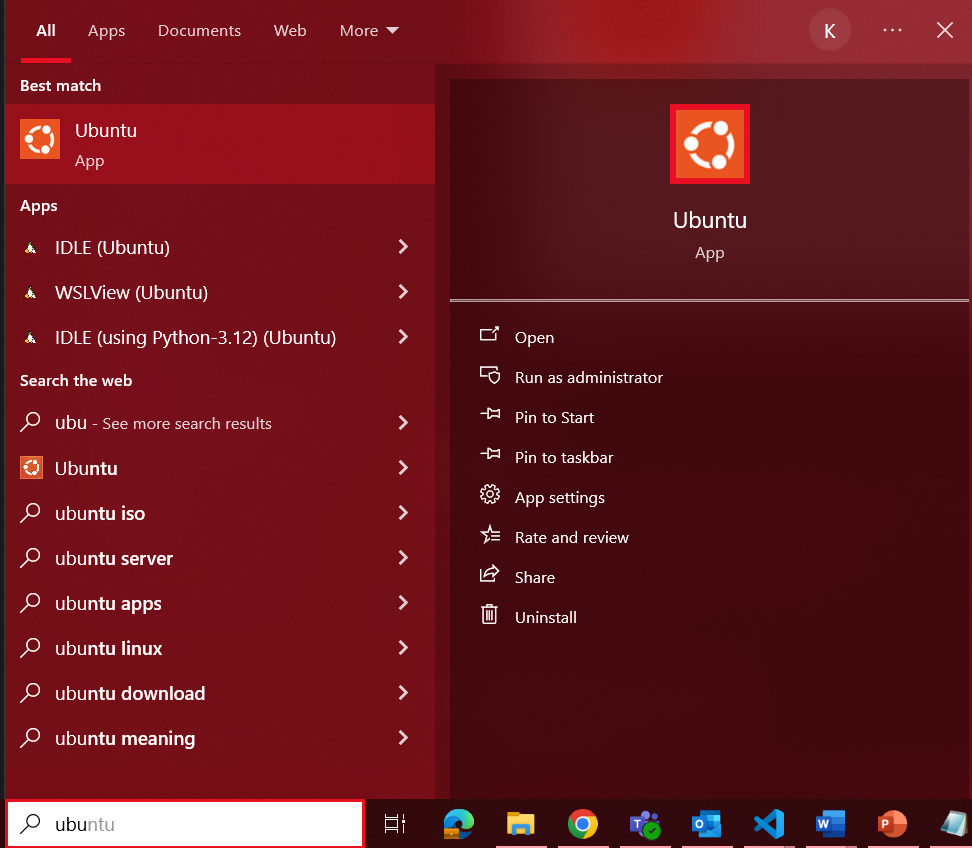 All Apps Documents Web More K ...
Best match
Ubuntu
App
Apps
IDLE (Ubuntu)
WSLView (Ubuntu)
IDLE (using Python-3.12) (Ubuntu)
Search the web
ubu - See more search results
Ubuntu
ubuntu iso
ubuntu server
ubuntu apps
ubuntu linux
ubuntu download
ubuntu meaning
Ubuntu
App
Open
Run as administrator
Pin to Start
Pin to taskbar
App settings
Rate and review
Share
Uninstall
ubuntu
T O W P